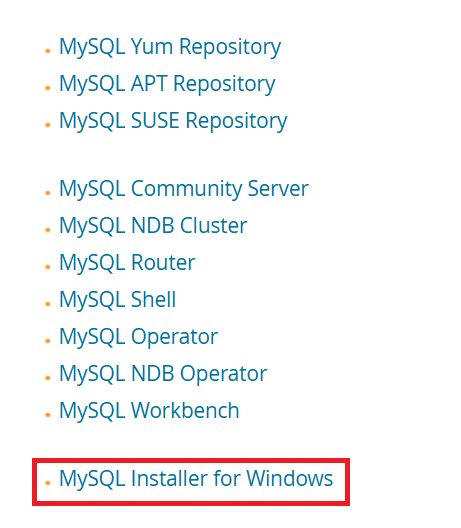 MySQL Yum Repository
MySQL APT Repository
MySQL SUSE Repository
MySQL Community Server
MySQL NDB Cluster
MySQL Router
MySQL Shell
MySQL Operator
MySQL NDB Operator
MySQL Workbench
MySQL Installer for Windows